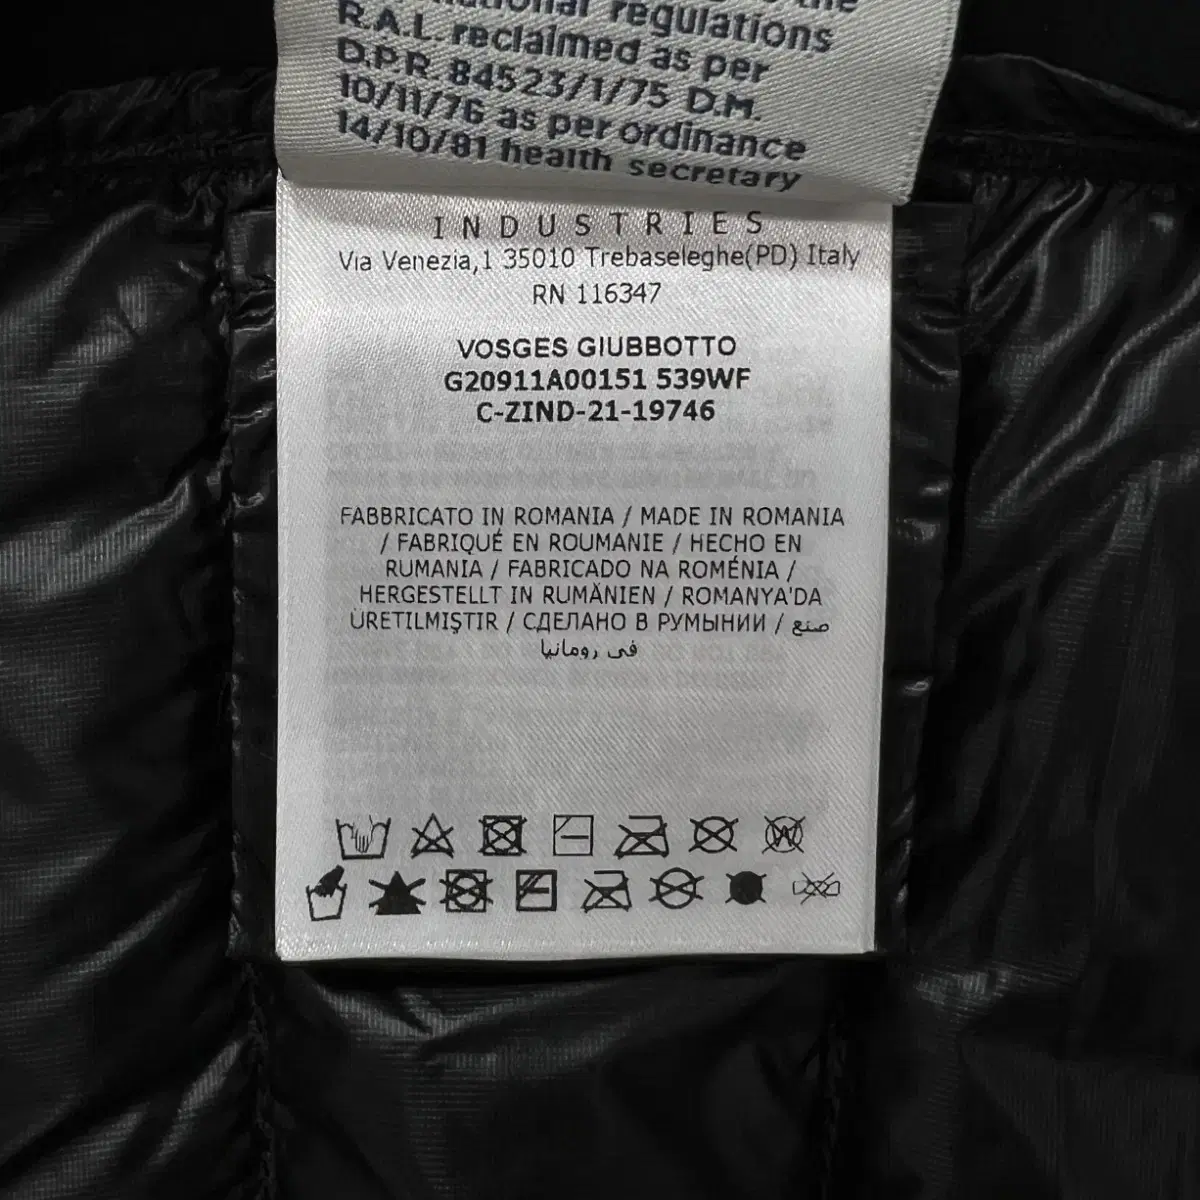 the
national regulations
R.A.L. reclaimed as per
D.P.R. 84523/1/75 D.M.
10/11/76 as per ordinance
14/10/81 health secretary
INDUSTRIES
Via Venezia,1 35010 Trebaseleghe(PD) Italy
RN 116347
VOSGES GIUBBOTTO
G20911A00151 539WF
C-ZIND-21-19746
FABBRICATO IN ROMANIA / MADE IN ROMANIA
/ FABRIQUÉ EN ROUMANIE / HECHO EN
RUMANIA / FABRICADO NA ROMÉNIA /
HERGESTELLT IN RUMÄNIEN / ROMANYA'DA
ÜRETILMIŞTIR / СДЕЛАНО В РУМЫНИИ / صنع
في رومانيا
W